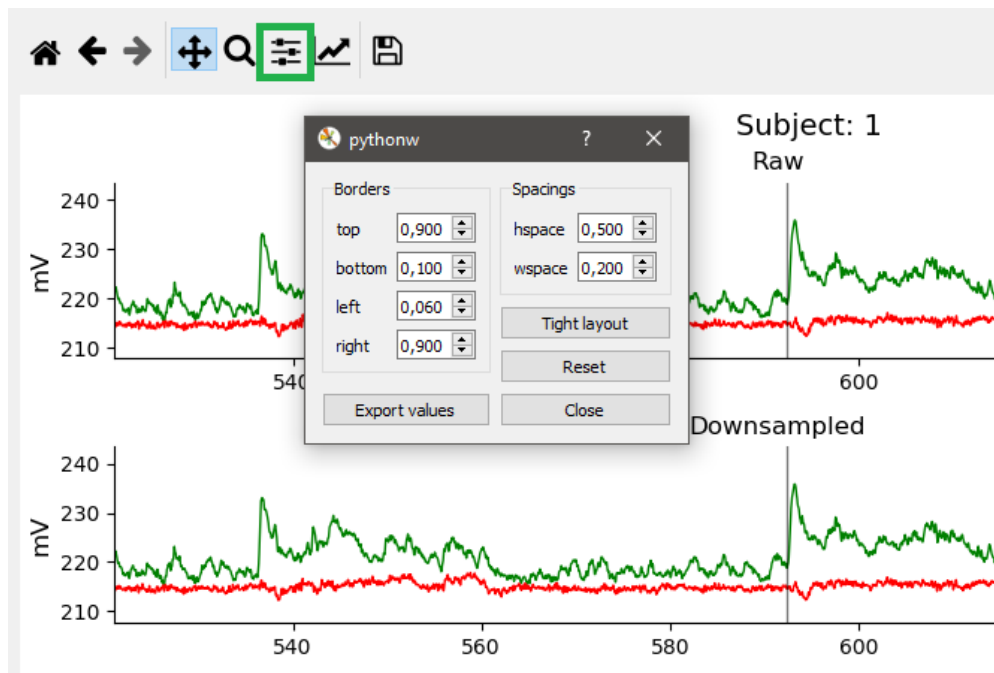 Subject: 1
Raw
pythonw ? ×
Borders
top 0,900
bottom 0,100
left 0,060
right 0,900
Export values
Spacings
hspace 0,500
wspace 0,200
Tight layout
Reset
Close
mV
240
230
220
210
540 600
Downsampled
mV
240
230
220
210
540 560 580 600